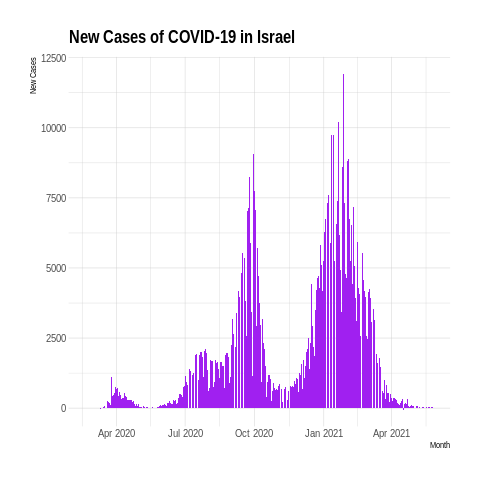 New Cases of COVID-19 in Israel
New Cases
12500
10000
7500
5000
2500
0
Apr 2020 Jul 2020 Oct 2020 Jan 2021 Apr 2021
Month